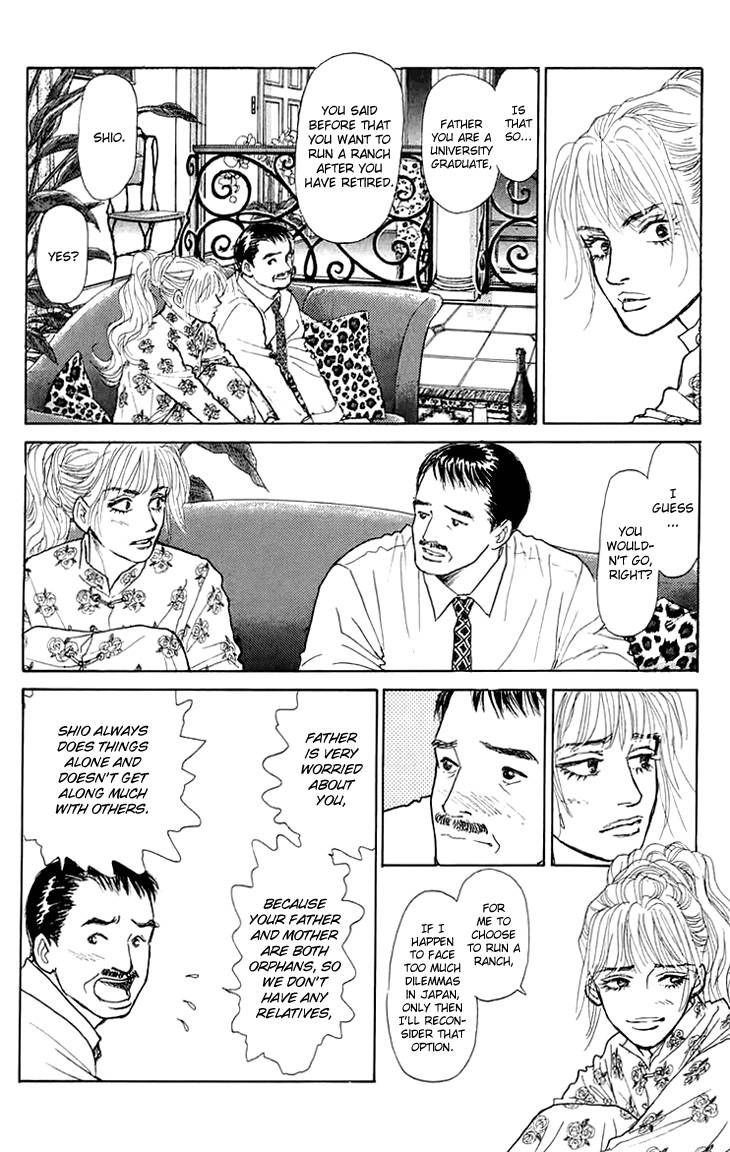 IS
THAT
SO...
FATHER
YOU ARE A
UNIVERSITY
GRADUATE,
YOU SAID
BEFORE THAT
YOU WANT TO
RUN A RANCH
AFTER YOU
HAVE RETIRED.
SHIO.
YES?
I
GUESS
...
YOU
WOULD-
N'T GO,
RIGHT?
FOR
ME TO
CHOOSE
TO RUN A
RANCH,
IF I
HAPPEN
TO FACE
TOO MUCH
DILEMMAS
IN JAPAN,
ONLY THEN
I'LL RECON-
SIDER THAT
OPTION.
FATHER
IS VERY
WORRIED
ABOUT
YOU,
SHIO ALWAYS
DOES THINGS
ALONE AND
DOESN'T GET
ALONG MUCH
WITH OTHERS.
BECAUSE
YOUR FATHER
AND MOTHER
ARE BOTH
ORPHANS, SO
WE DON'T
HAVE ANY
RELATIVES,